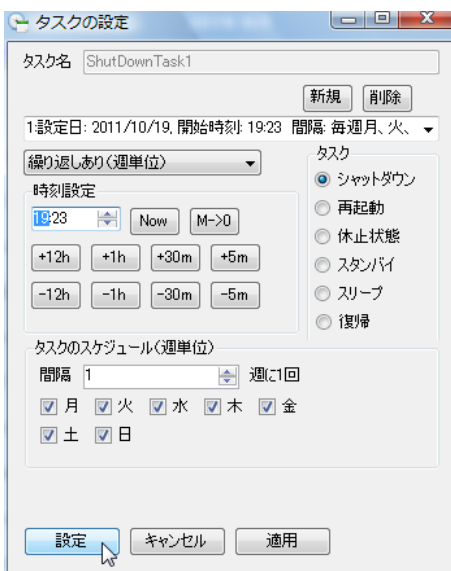 タスクの設定
タスク名 ShutDownTask1
新規 削除
1:設定日: 2011/10/19, 開始時刻: 19:23 間隔: 毎週月、火、
繰り返しあり(週単位)
タスク
時刻設定
シャットダウン
19:23 Now M->0
再起動
休止状態
+12h +1h +30m +5m
スタンバイ
-12h -1h -30m -5m
スリープ
復帰
タスクのスケジュール(週単位)
間隔 1 週に1回
月 火 水 木 金
土 日
設定 キャンセル 適用